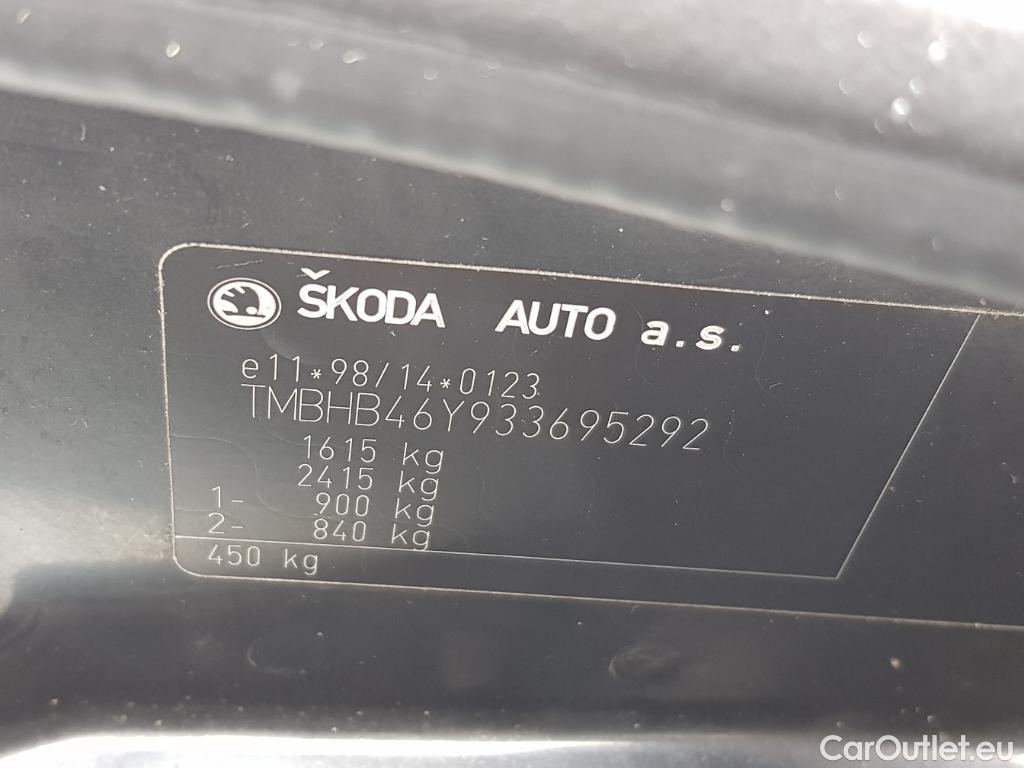 ŠKODA AUTO a.s.
e11*98/14*0123
TMBHB46Y933695292
1615 kg
2415 kg
1- 900 kg
2- 840 kg
450 kg
CarOutlet.eu